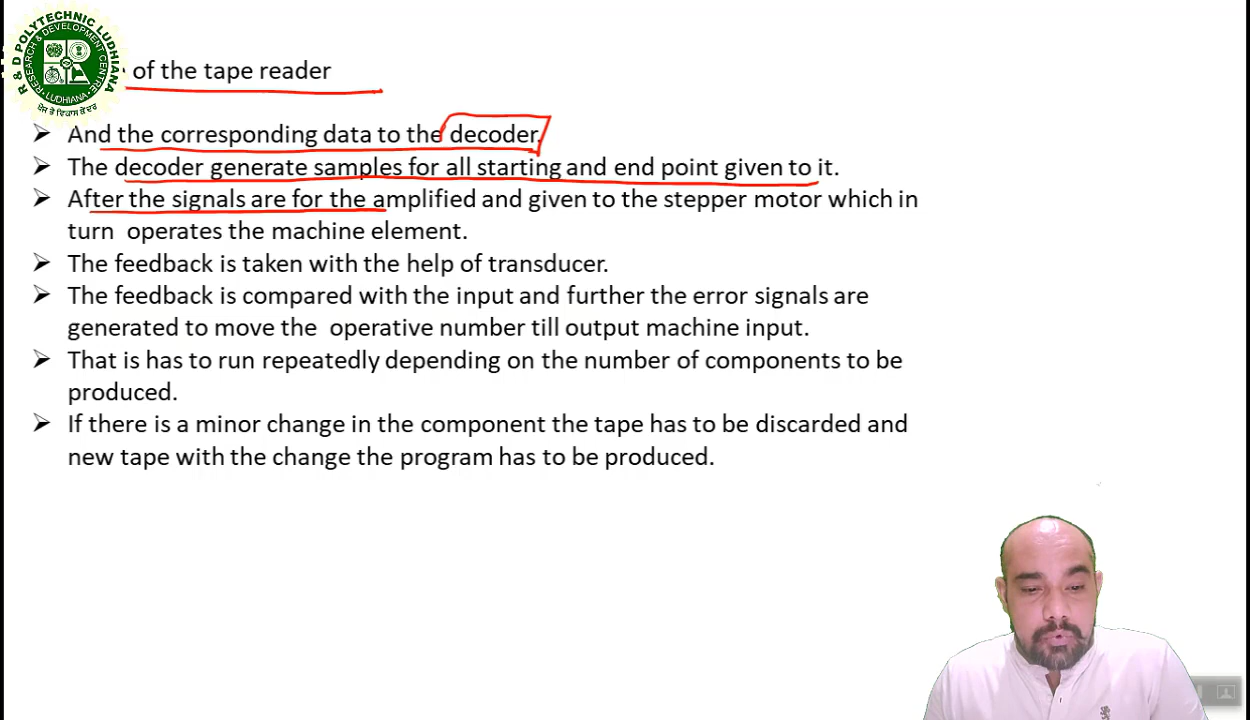 R & D POLYTECHNIC LUDHIANA
RESEARCH & DEVELOPMENT CENTRE
LUDHIANA
of the tape reader
➢ And the corresponding data to the decoder.
➢ The decoder generate samples for all starting and end point given to it.
➢ After the signals are for the amplified and given to the stepper motor which in
turn operates the machine element.
➢ The feedback is taken with the help of transducer.
➢ The feedback is compared with the input and further the error signals are
generated to move the operative number till output machine input.
➢ That is has to run repeatedly depending on the number of components to be
produced.
➢ If there is a minor change in the component the tape has to be discarded and
new tape with the change the program has to be produced.